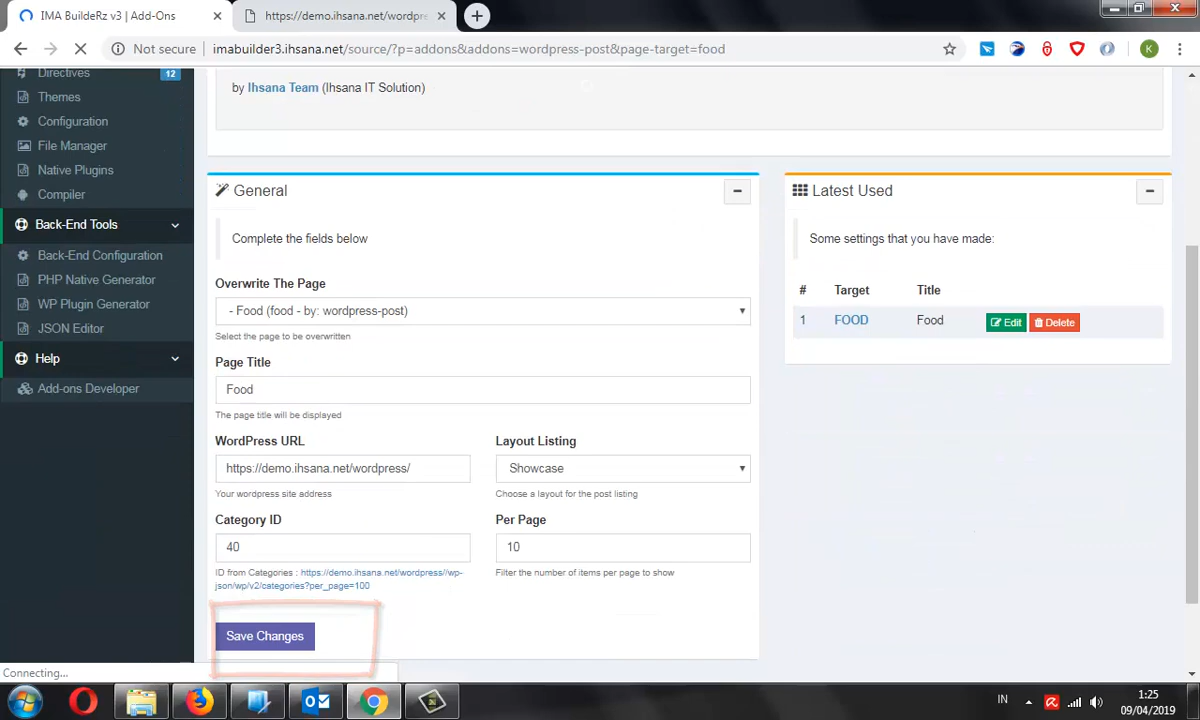 IMA BuildeRz v3 | Add-Ons
https://demo.ihsana.net/wordpre
Not secure
imabuilder3.ihsana.net/source/?p=addons&addons=wordpress-post&page-target=food
K
Directives
12
Themes
Configuration
File Manager
Native Plugins
Compiler
Back-End Tools
Back-End Configuration
PHP Native Generator
WP Plugin Generator
JSON Editor
Help
Add-ons Developer
by Ihsana Team (Ihsana IT Solution)
General
Complete the fields below
Overwrite The Page
- Food (food - by: wordpress-post)
Select the page to be overwritten
Page Title
Food
The page title will be displayed
WordPress URL
https://demo.ihsana.net/wordpress/
Your wordpress site address
Layout Listing
Showcase
Choose a layout for the post listing
Category ID
40
ID from Categories : https://demo.ihsana.net/wordpress//wp-
json/wp/v2/categories?per_page=100
Per Page
10
Filter the number of items per page to show
Save Changes
Latest Used
Some settings that you have made:
# Target Title
1 FOOD Food Edit Delete
Connecting...
IN
1:25
09/04/2019